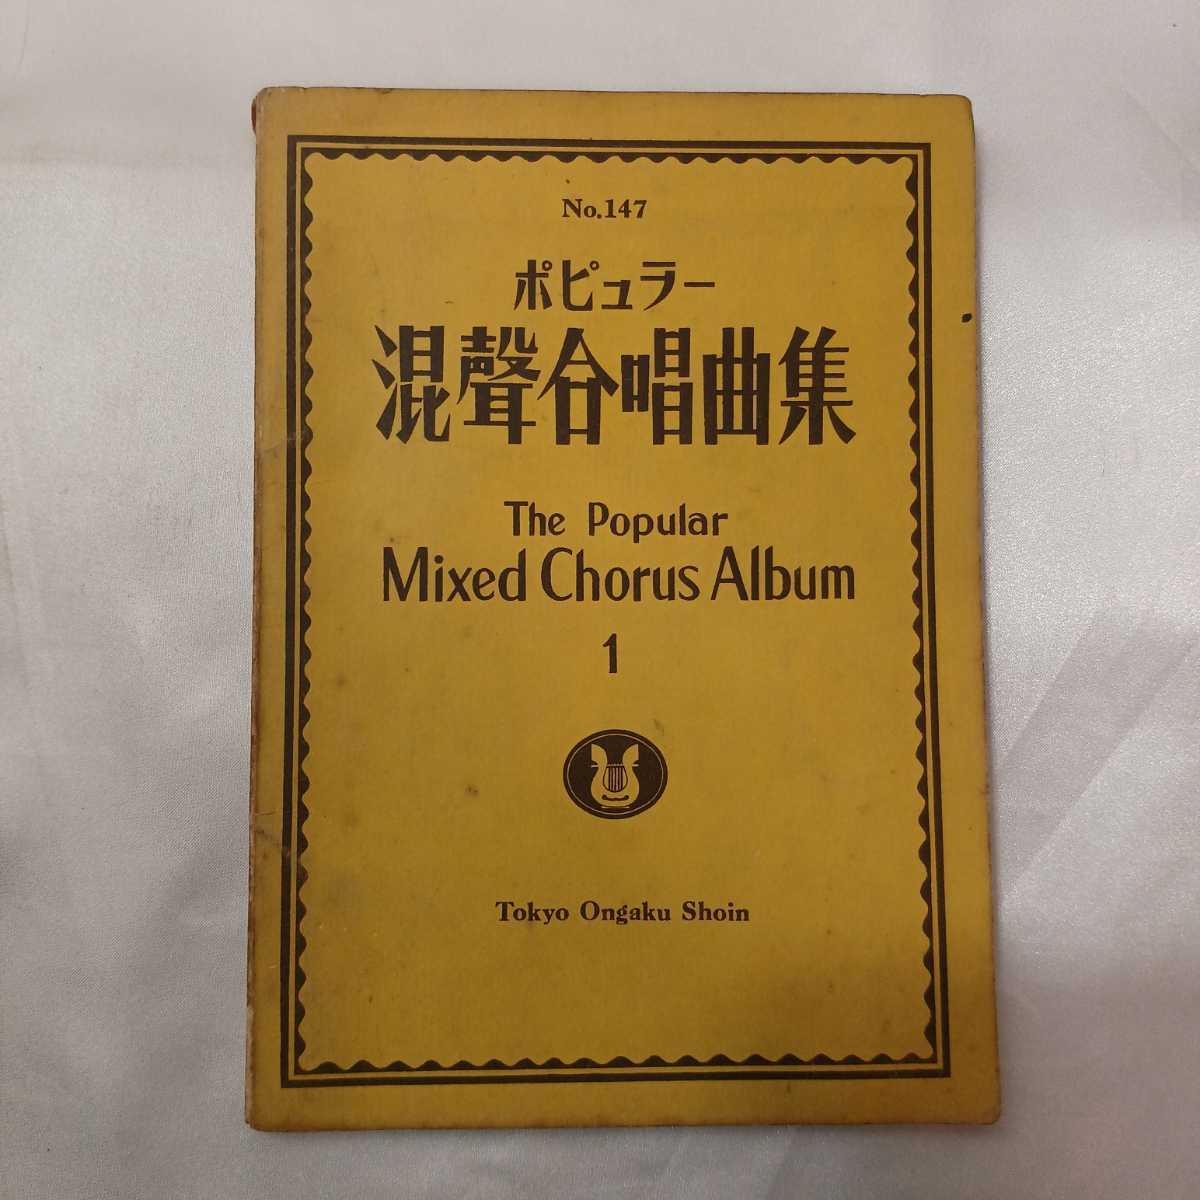 No.147
ポピュラー
混聲合唱曲集
The Popular
Mixed Chorus Album
1
Tokyo Ongaku Shoin